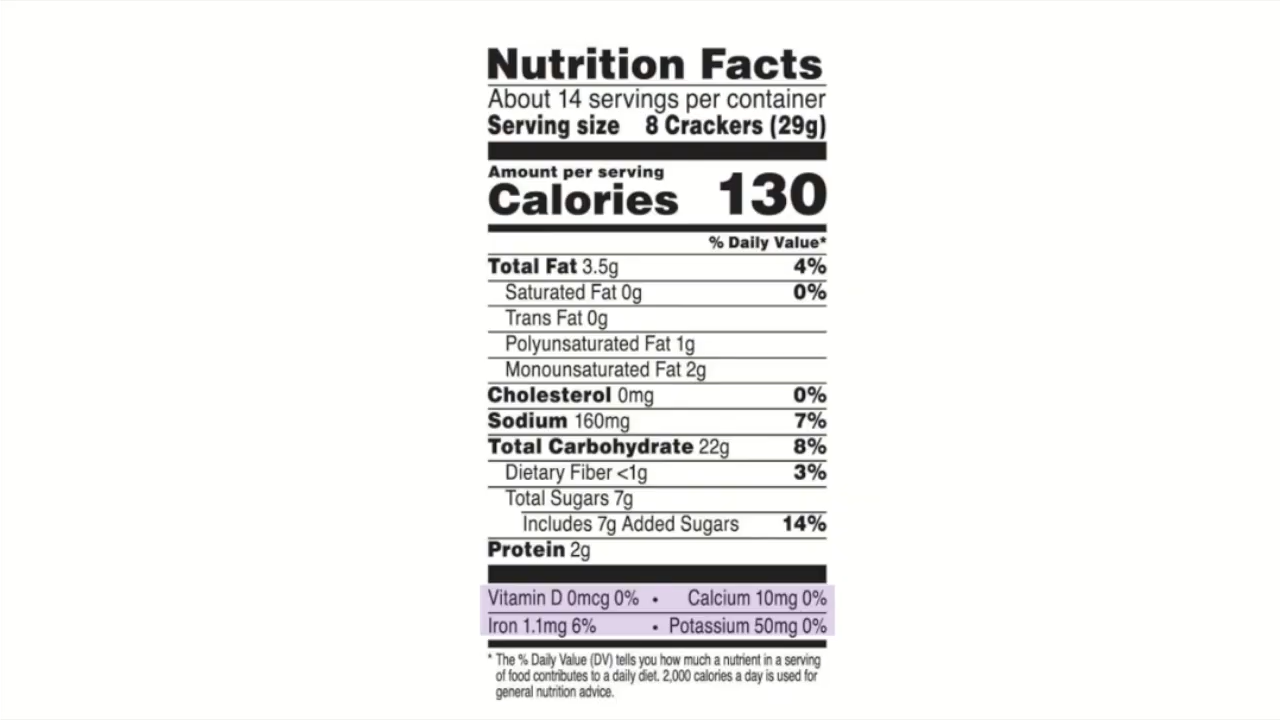 Nutrition Facts
About 14 servings per container
Serving size 8 Crackers (29g)
Amount per serving
Calories 130
% Daily Value*
Total Fat 3.5g 4%
Saturated Fat 0g 0%
Trans Fat 0g
Polyunsaturated Fat 1g
Monounsaturated Fat 2g
Cholesterol 0mg 0%
Sodium 160mg 7%
Total Carbohydrate 22g 8%
Dietary Fiber <1g 3%
Total Sugars 7g
Includes 7g Added Sugars 14%
Protein 2g
Vitamin D 0mcg 0% • Calcium 10mg 0%
Iron 1.1mg 6% • Potassium 50mg 0%
* The % Daily Value (DV) tells you how much a nutrient in a serving
of food contributes to a daily diet. 2,000 calories a day is used for
general nutrition advice.